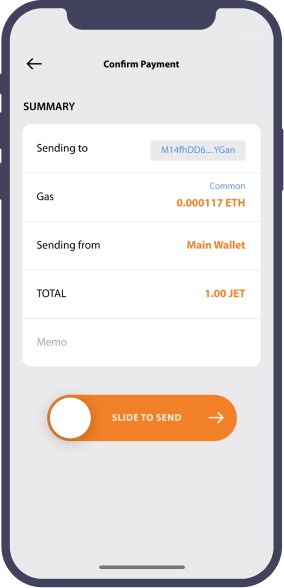 Confirm Payment
SUMMARY
Sending to M14fhDD6....YGan
Common
Gas 0.000117 ETH
Sending from Main Wallet
TOTAL 1.00 JET
Memo
SLIDE TO SEND